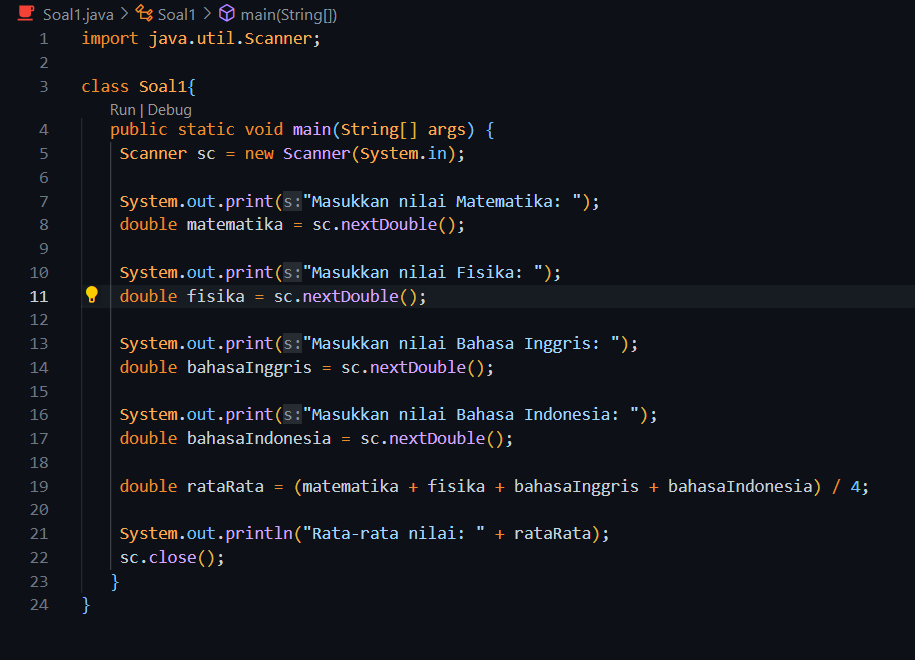 Soal1.java > Soal1 > main(String[])
1 import java.util.Scanner;
2
3 class Soal1{
Run | Debug
4 public static void main(String[] args) {
5 Scanner sc = new Scanner(System.in);
6
7 System.out.print(s:"Masukkan nilai Matematika: ");
8 double matematika = sc.nextDouble();
9
10 System.out.print(s:"Masukkan nilai Fisika: ");
11 double fisika = sc.nextDouble();
12
13 System.out.print(s:"Masukkan nilai Bahasa Inggris: ");
14 double bahasaInggris = sc.nextDouble();
15
16 System.out.print(s:"Masukkan nilai Bahasa Indonesia: ");
17 double bahasaIndonesia = sc.nextDouble();
18
19 double rataRata = (matematika + fisika + bahasaInggris + bahasaIndonesia) / 4;
20
21 System.out.println("Rata-rata nilai: " + rataRata);
22 sc.close();
23 }
24 }